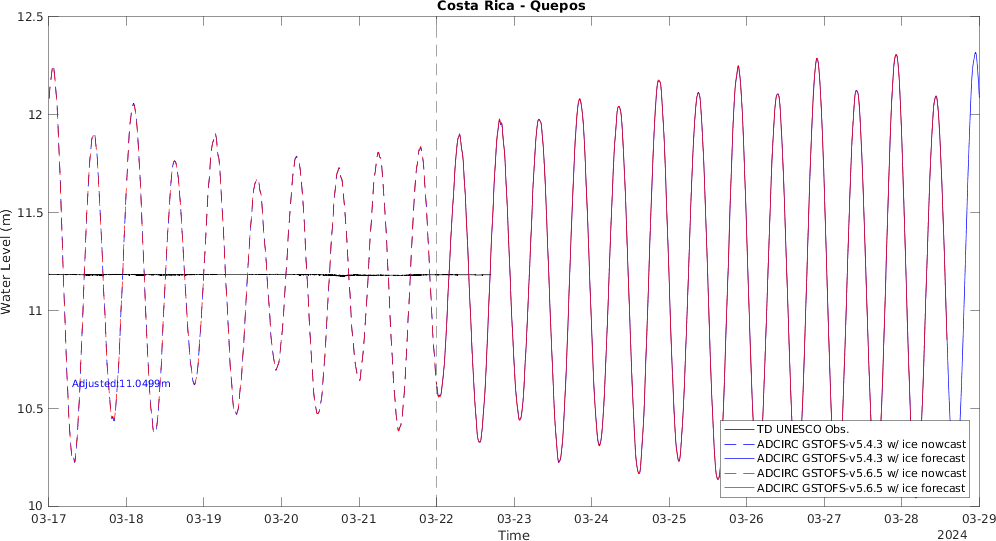 Costa Rica - Quepos
12.5
12
11.5
11
10.5
10
Water Level (m)
Adjusted:11.0499m
TD UNESCO Obs.
ADCIRC GSTOFS-v5.4.3 w/ ice nowcast
ADCIRC GSTOFS-v5.4.3 w/ ice forecast
ADCIRC GSTOFS-v5.6.5 w/ ice nowcast
ADCIRC GSTOFS-v5.6.5 w/ ice forecast
03-17 03-18 03-19 03-20 03-21 03-22 03-23 03-24 03-25 03-26 03-27 03-28 03-29
Time
2024